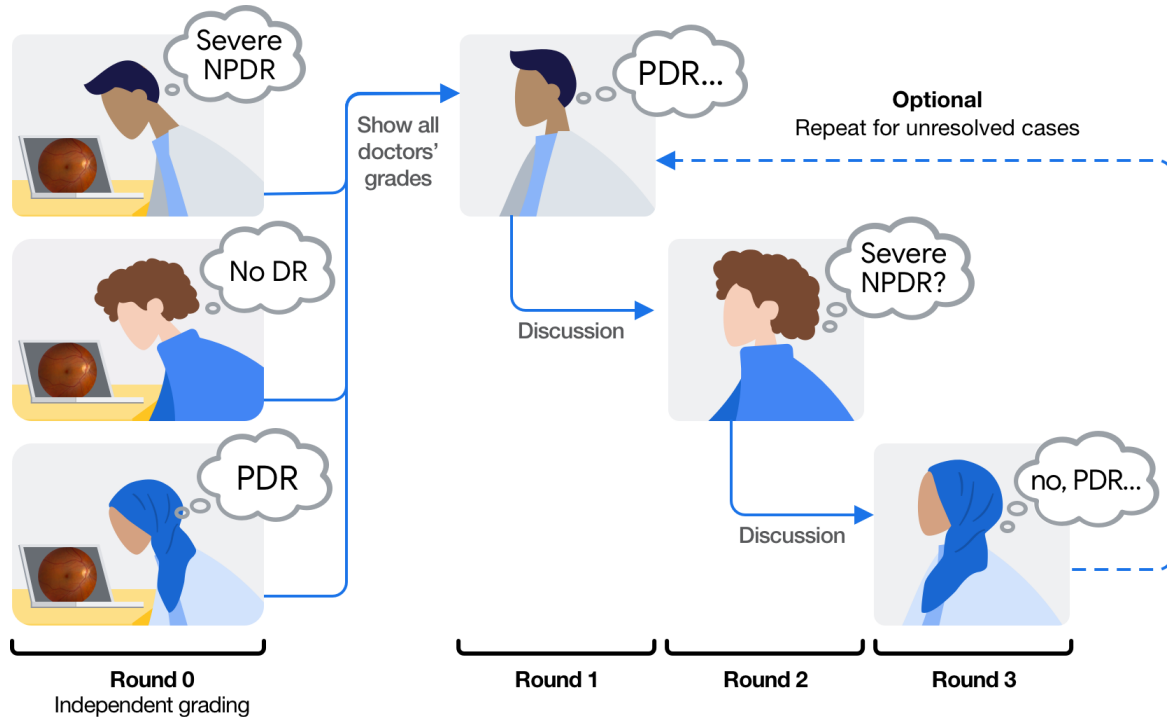 Severe
NPDR
No DR
PDR
Show all
doctors'
grades
PDR...
Discussion
Severe
NPDR?
Discussion
no, PDR...
Optional
Repeat for unresolved cases
Round 0
Independent grading
Round 1
Round 2
Round 3